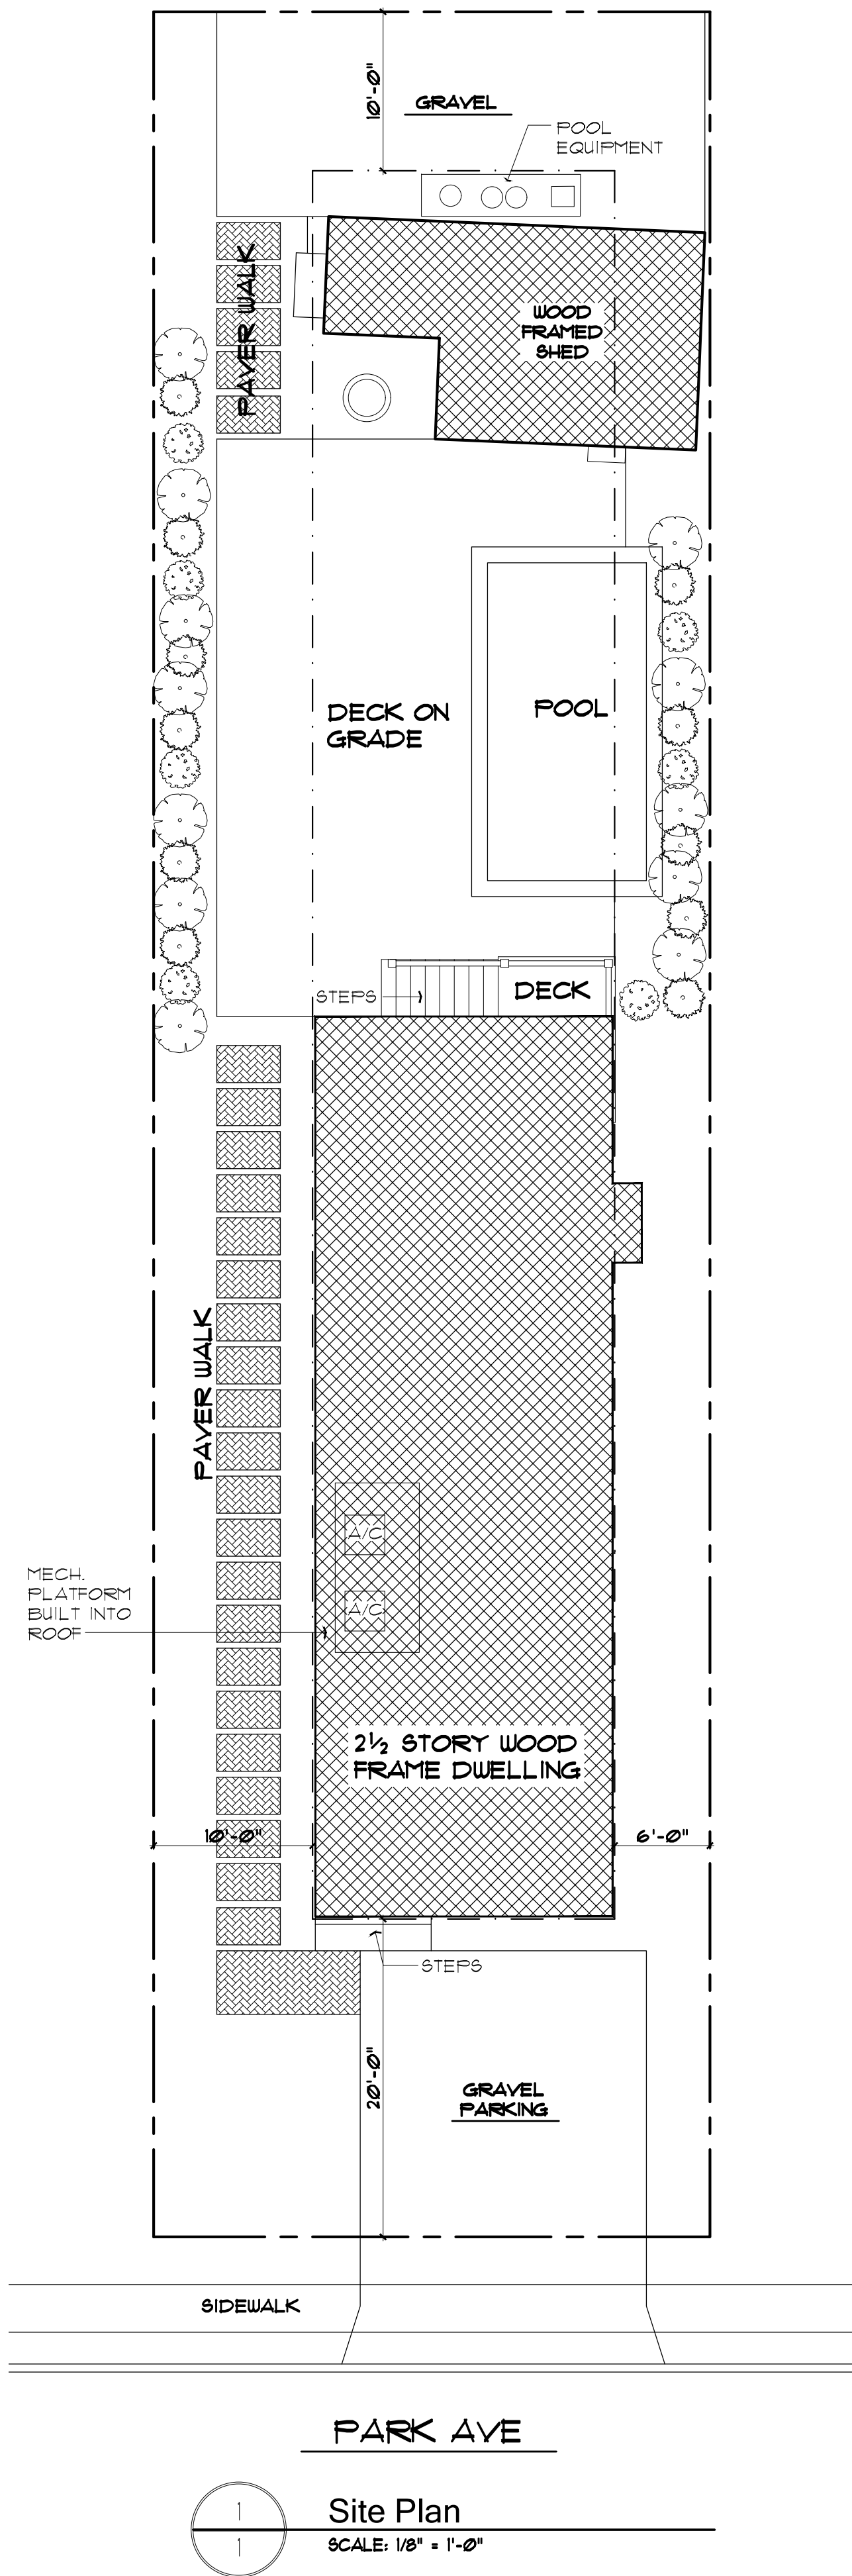 10'-0"
GRAVEL
POOL
EQUIPMENT
PAVER WALK
WOOD
FRAMED
SHED
DECK ON
GRADE
POOL
STEPS
DECK
PAVER WALK
A/C
A/C
MECH.
PLATFORM
BUILT INTO
ROOF
2½ STORY WOOD
FRAME DWELLING
10'-0"
6'-0"
STEPS
20'-0"
GRAVEL
PARKING
SIDEWALK
PARK AVE
1
1
Site Plan
SCALE: 1/8" = 1'-0"